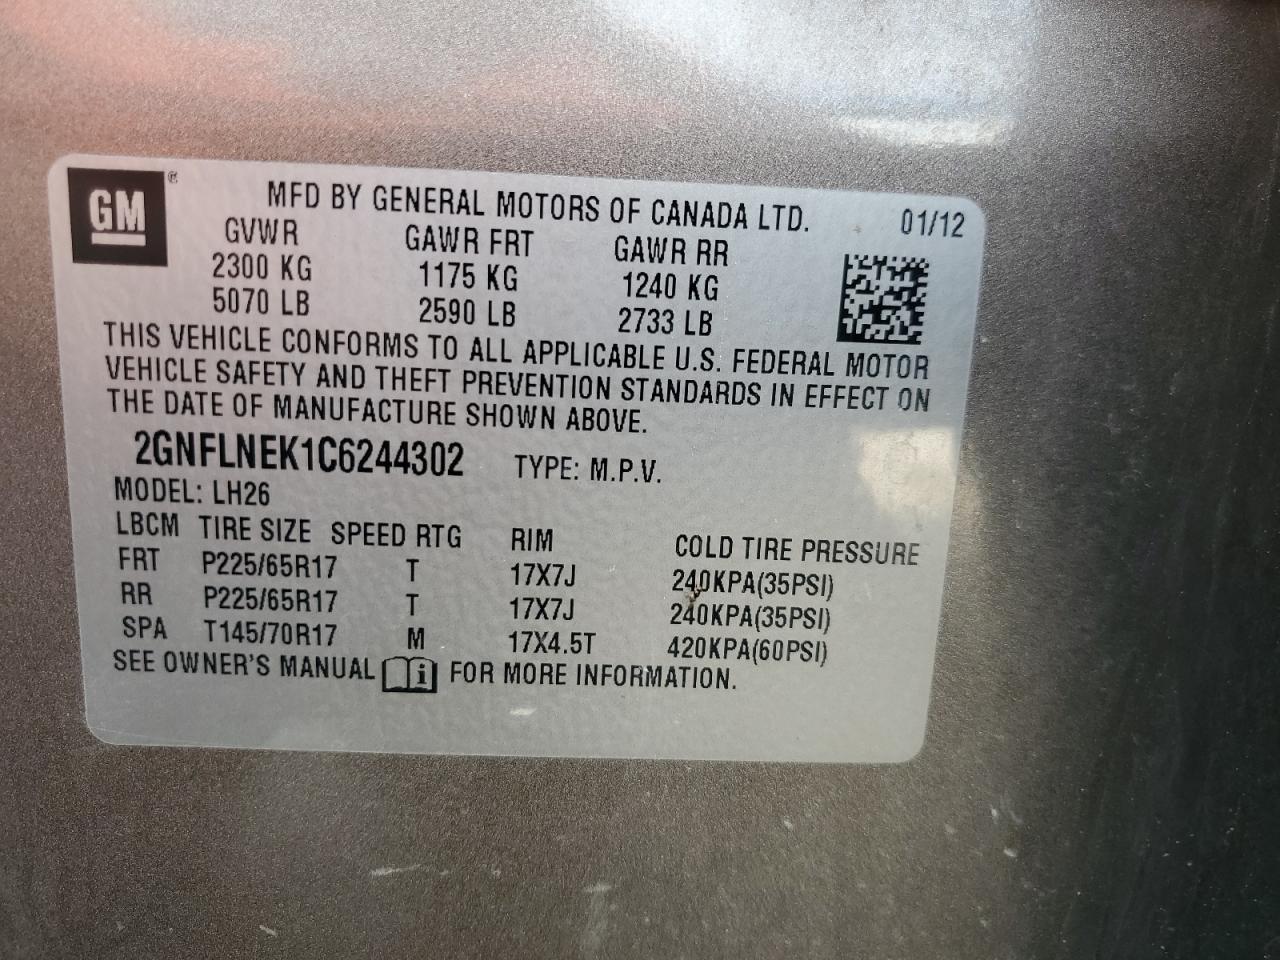 GM ®
MFD BY GENERAL MOTORS OF CANADA LTD. 01/12
GVWR GAWR FRT GAWR RR
2300 KG 1175 KG 1240 KG
5070 LB 2590 LB 2733 LB
THIS VEHICLE CONFORMS TO ALL APPLICABLE U.S. FEDERAL MOTOR
VEHICLE SAFETY AND THEFT PREVENTION STANDARDS IN EFFECT ON
THE DATE OF MANUFACTURE SHOWN ABOVE.
2GNFLNEK1C6244302 TYPE: M.P.V.
MODEL: LH26
LBCM TIRE SIZE SPEED RTG RIM COLD TIRE PRESSURE
FRT P225/65R17 T 17X7J 240KPA(35PSI)
RR P225/65R17 T 17X7J 240KPA(35PSI)
SPA T145/70R17 M 17X4.5T 420KPA(60PSI)
SEE OWNER'S MANUAL i FOR MORE INFORMATION.